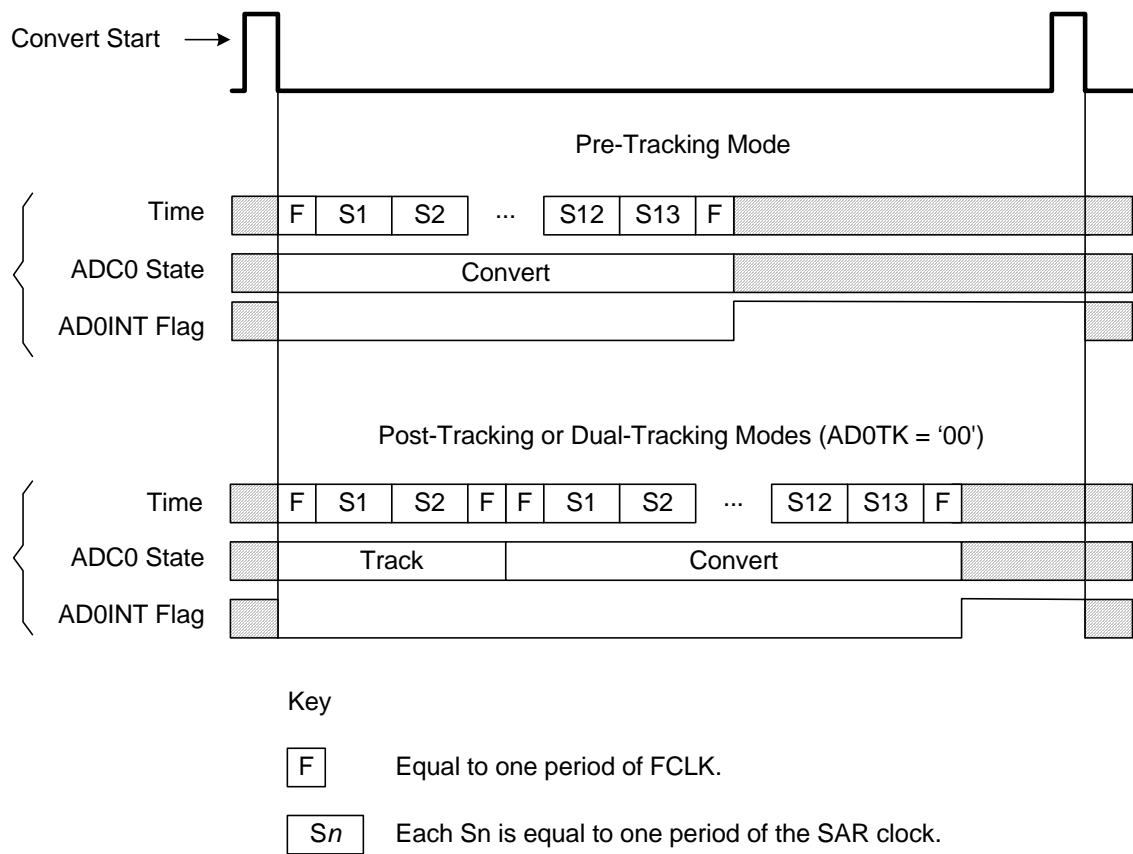 Convert Start
Pre-Tracking Mode
Time F S1 S2 ... S12 S13 F
ADC0 State Convert
AD0INT Flag
Post-Tracking or Dual-Tracking Modes (AD0TK = ‘00')
Time F S1 S2 F F S1 S2 ... S12 S13 F
ADC0 State Track Convert
AD0INT Flag
Key
F Equal to one period of FCLK.
Sn Each Sn is equal to one period of the SAR clock.